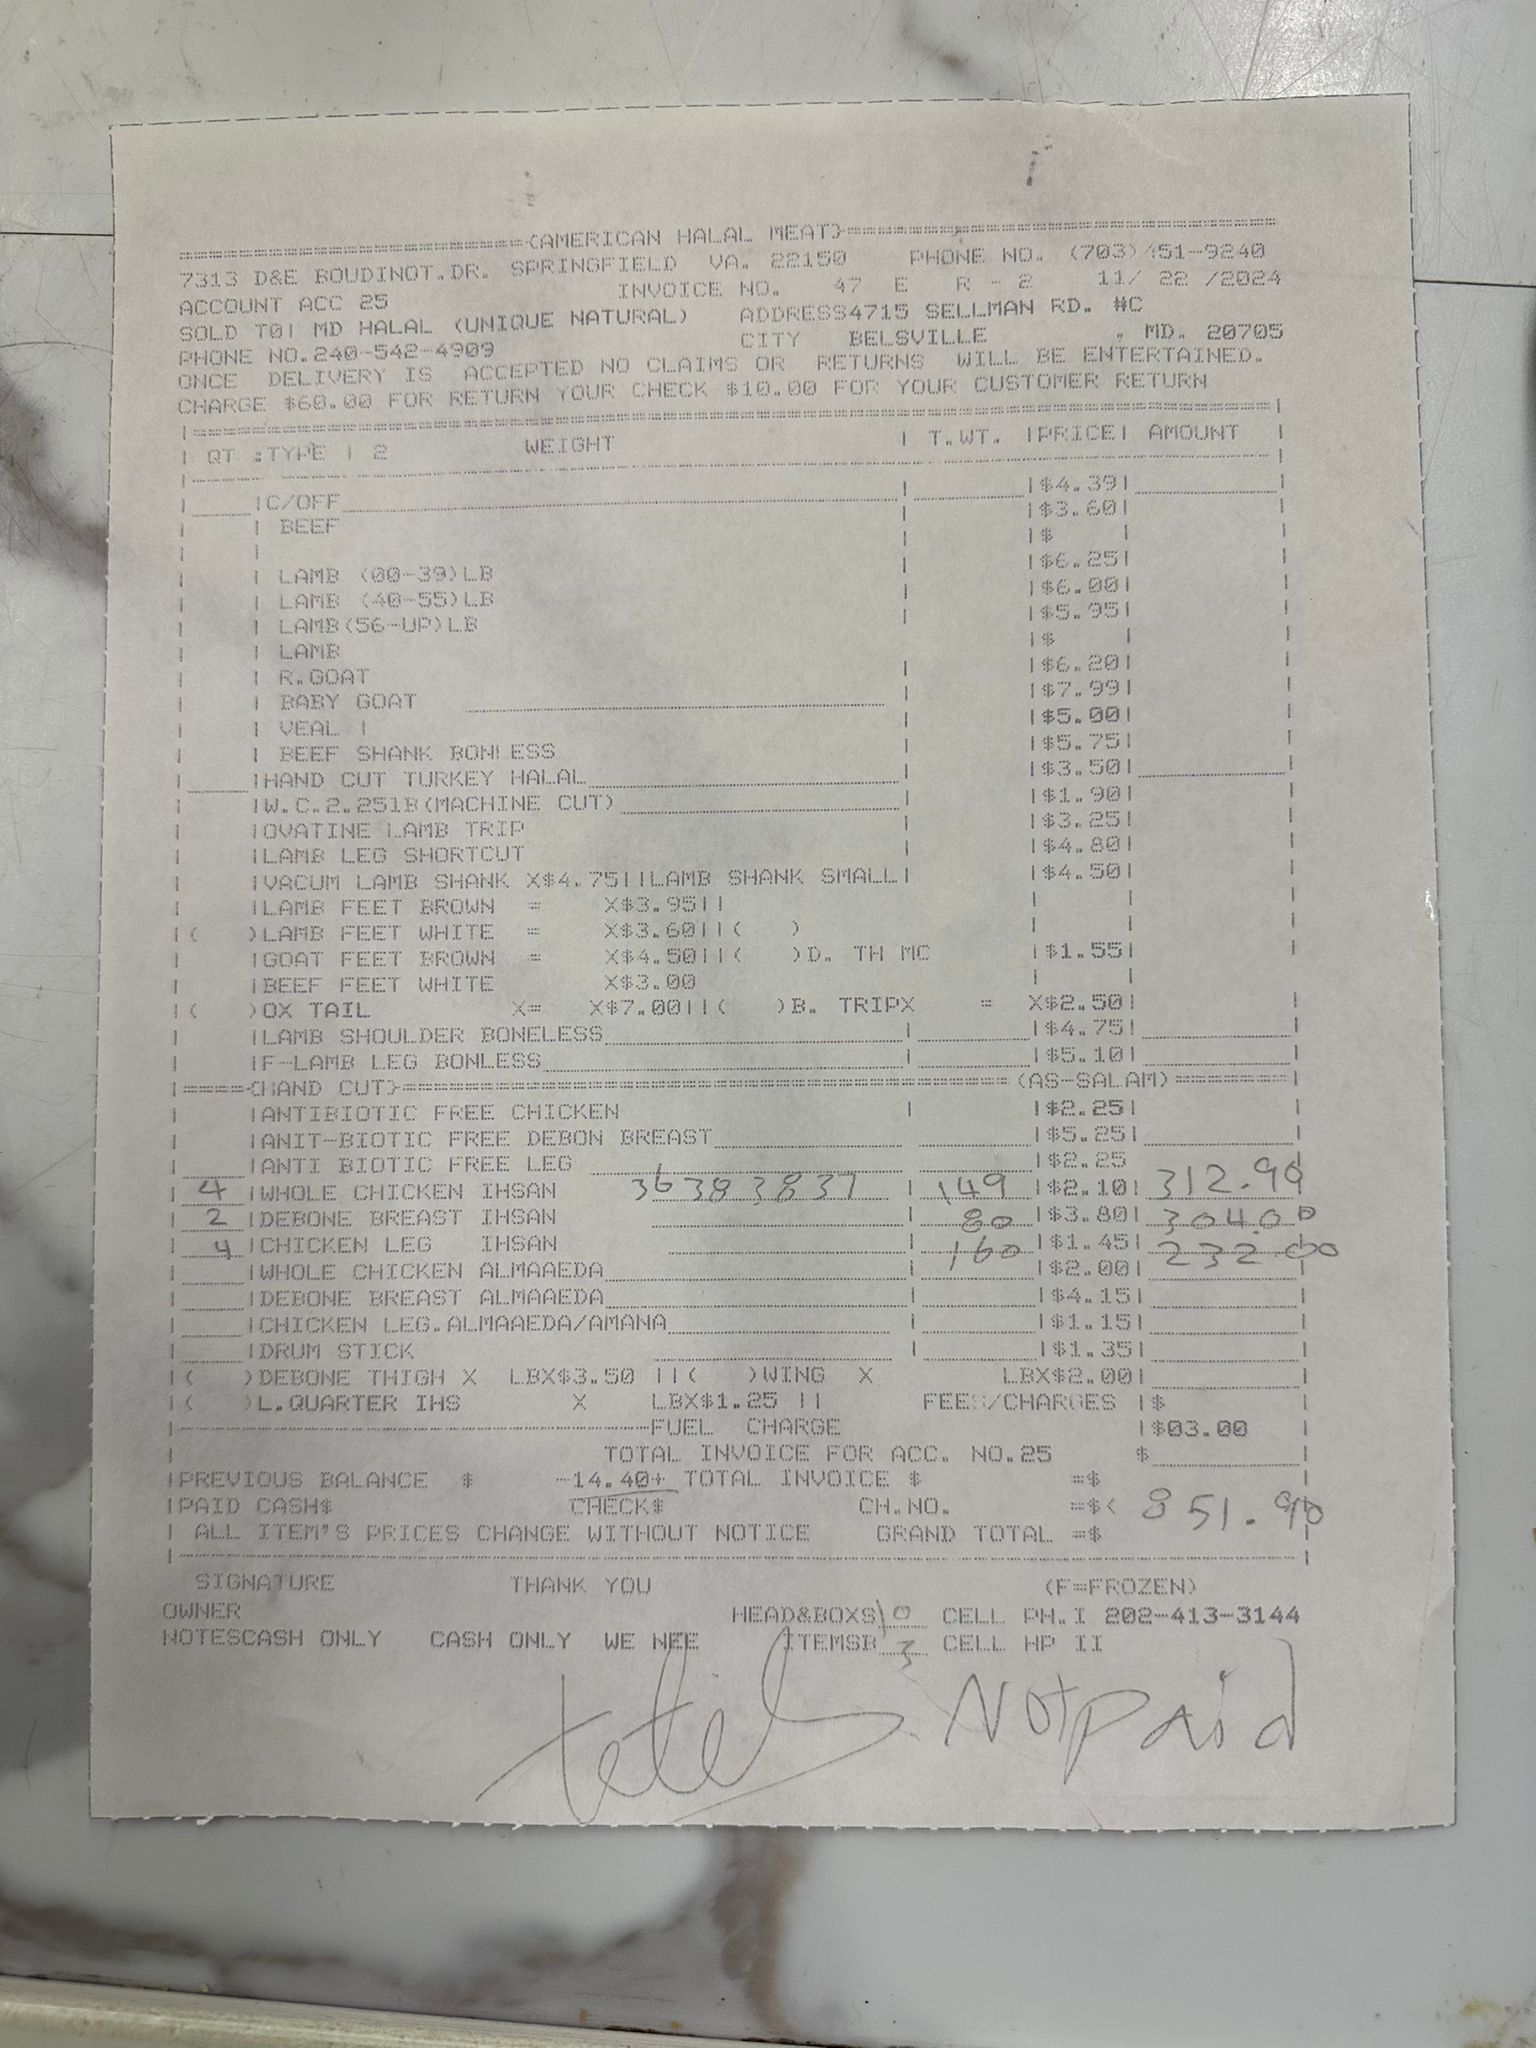 ====================={AMERICAN HALAL MEAT}==========================
7313 D&E BOUDINOT.DR. SPRINGFIELD VA. 22150 PHONE NO. (703)451-9240
INVOICE NO. 47 E R - 2 11/ 22 /2024
ACCOUNT ACC 25
SOLD TO| MD HALAL (UNIQUE NATURAL) ADDRESS4715 SELLMAN RD. #C
PHONE NO.240-542-4909 CITY BELSVILLE . MD. 20705
ONCE DELIVERY IS ACCEPTED NO CLAIMS OR RETURNS WILL BE ENTERTAINED.
CHARGE $60.00 FOR RETURN YOUR CHECK $10.00 FOR YOUR CUSTOMER RETURN
QT :TYPE | 2 WEIGHT | T.WT. |PRICE| AMOUNT
|C/OFF |$4.39|
| BEEF |$3.60|
| |$ |
| LAMB (00-39)LB |$6.25|
| LAMB (40-55)LB |$6.00|
| LAMB(56-UP)LB |$5.95|
| LAMB |$ |
| R.GOAT |$6.20|
| BABY GOAT |$7.99|
| VEAL | |$5.00|
| BEEF SHANK BONLESS |$5.75|
|HAND CUT TURKEY HALAL |$3.50|
|W.C.2.25lB(MACHINE CUT) |$1.90|
|OVATINE LAMB TRIP |$3.25|
|LAMB LEG SHORTCUT |$4.80|
|VACUM LAMB SHANK X$4.75||LAMB SHANK SMALL| |$4.50|
|LAMB FEET BROWN = X$3.95|| | |
|( )LAMB FEET WHITE = X$3.60||( ) | |
|GOAT FEET BROWN = X$4.50||( )D. TH MC |$1.55|
|BEEF FEET WHITE X$3.00 | |
|( )OX TAIL X= X$7.00||( )B. TRIPX = X$2.50|
|LAMB SHOULDER BONELESS |$4.75|
|F-LAMB LEG BONLESS |$5.10|
|====={HAND CUT}====================================(AS-SALAM)=======
|ANTIBIOTIC FREE CHICKEN | |$2.25|
|ANIT-BIOTIC FREE DEBON BREAST |$5.25|
|ANTI BIOTIC FREE LEG |$2.25
4 |WHOLE CHICKEN IHSAN 36383837 | 149 |$2.10| 312.90
2 |DEBONE BREAST IHSAN 80 |$3.80| 304.00
4 |CHICKEN LEG IHSAN 160 |$1.45| 232.00
|WHOLE CHICKEN ALMAAEDA |$2.00|
|DEBONE BREAST ALMAAEDA |$4.15|
|CHICKEN LEG.ALMAAEDA/AMANA |$1.15|
|DRUM STICK |$1.35|
|( )DEBONE THIGH X LBX$3.50 ||( )WING X LBX$2.00|
|( )L.QUARTER IHS X LBX$1.25 || FEES/CHARGES |$
|-----------------------------FUEL CHARGE |$03.00
TOTAL INVOICE FOR ACC. NO.25 $
|PREVIOUS BALANCE $ -14.40+ TOTAL INVOICE $ =$
|PAID CASH$ CHECK$ CH.NO. =$< 851.90
| ALL ITEM'S PRICES CHANGE WITHOUT NOTICE GRAND TOTAL =$
SIGNATURE THANK YOU (F=FROZEN)
OWNER HEAD&BOXS 10 CELL PH.I 202-413-3144
NOTESCASH ONLY CASH ONLY WE NEE ITEMSB 3 CELL HP II
Not paid